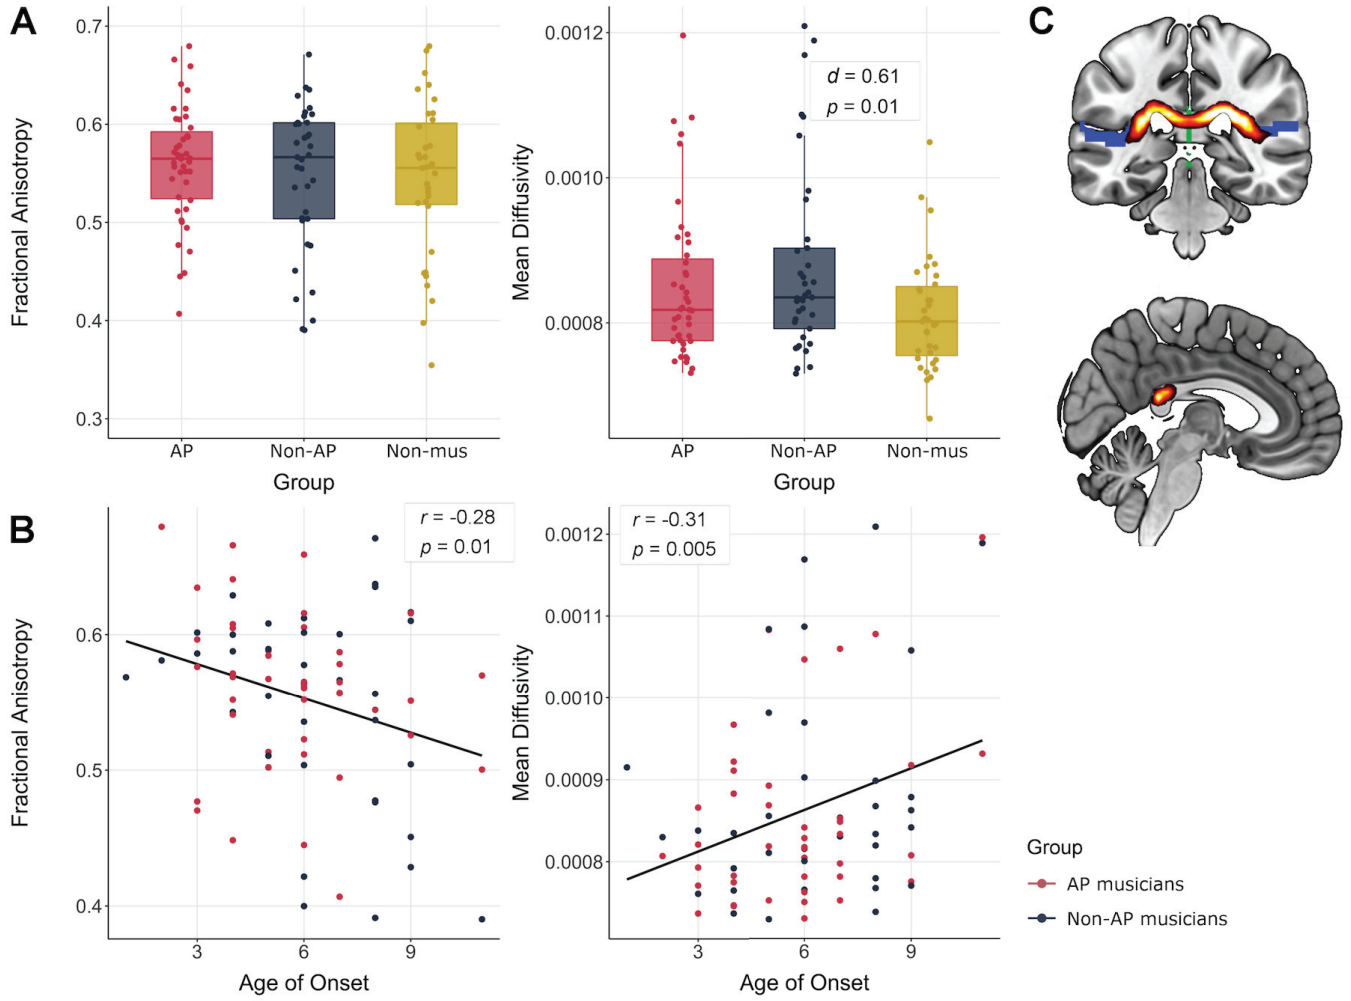 A
Fractional Anisotropy
0.7
0.6
0.5
0.4
0.3
AP
Non-AP
Non-mus
Group
Mean Diffusivity
0.0012
0.0010
0.0008
d = 0.61
p = 0.01
AP
Non-AP
Non-mus
Group
C
B
Fractional Anisotropy
0.6
0.5
0.4
r = -0.28
p = 0.01
3
6
9
Age of Onset
Mean Diffusivity
0.0012
0.0011
0.0010
0.0009
0.0008
r = -0.31
p = 0.005
3
6
9
Age of Onset
Group
AP musicians
Non-AP musicians